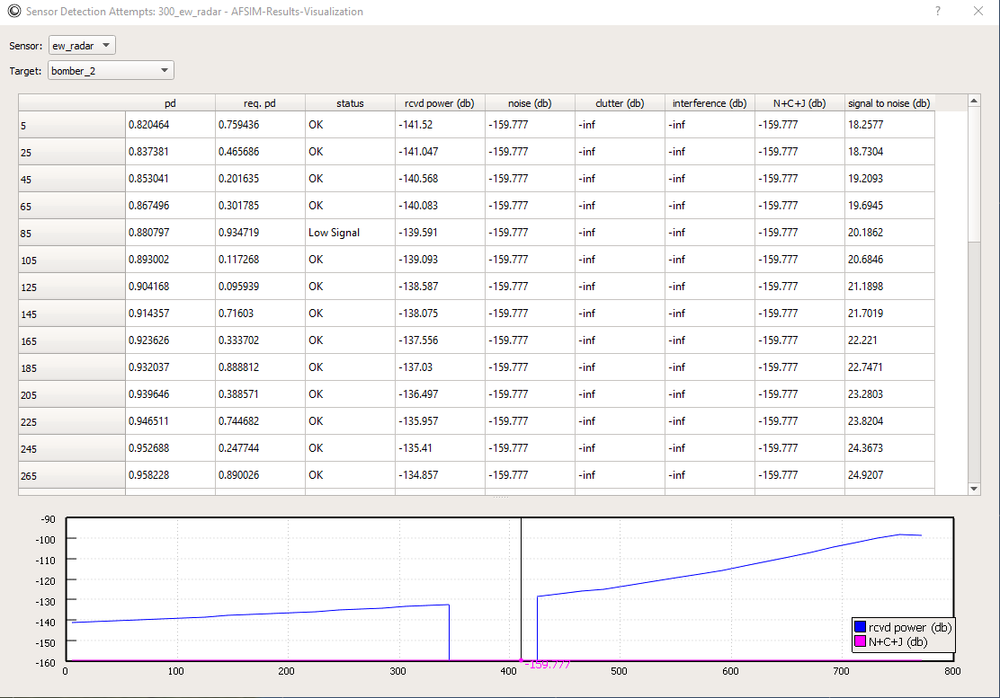 Sensor Detection Attempts: 300_ew_radar - AFSIM-Results-Visualization ?
Sensor: ew_radar
Target: bomber_2
pd req. pd status rcvd power (db) noise (db) clutter (db) interference (db) N+C+J (db) signal to noise (db)
5 0.820464 0.759436 OK -141.52 -159.777 -inf -inf -159.777 18.2577
25 0.837381 0.465686 OK -141.047 -159.777 -inf -inf -159.777 18.7304
45 0.853041 0.201635 OK -140.568 -159.777 -inf -inf -159.777 19.2093
65 0.867496 0.301785 OK -140.083 -159.777 -inf -inf -159.777 19.6945
85 0.880797 0.934719 Low Signal -139.591 -159.777 -inf -inf -159.777 20.1862
105 0.893002 0.117268 OK -139.093 -159.777 -inf -inf -159.777 20.6846
125 0.904168 0.095939 OK -138.587 -159.777 -inf -inf -159.777 21.1898
145 0.914357 0.71603 OK -138.075 -159.777 -inf -inf -159.777 21.7019
165 0.923626 0.333702 OK -137.556 -159.777 -inf -inf -159.777 22.221
185 0.932037 0.888812 OK -137.03 -159.777 -inf -inf -159.777 22.7471
205 0.939646 0.388571 OK -136.497 -159.777 -inf -inf -159.777 23.2803
225 0.946511 0.744682 OK -135.957 -159.777 -inf -inf -159.777 23.8204
245 0.952688 0.247744 OK -135.41 -159.777 -inf -inf -159.777 24.3673
265 0.958228 0.890026 OK -134.857 -159.777 -inf -inf -159.777 24.9207
-90
-100
-110
-120
-130
-140
-150
-160
rcvd power (db)
N+C+J (db)
-159.777
0 100 200 300 400 500 600 700 800